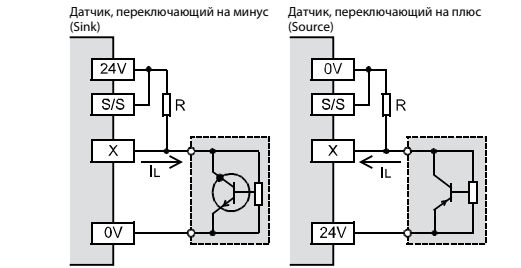 Датчик, переключающий на минус
(Sink)
24V
S/S
R
X
IL
0V
Датчик, переключающий на плюс
(Source)
0V
S/S
R
X
IL
24V